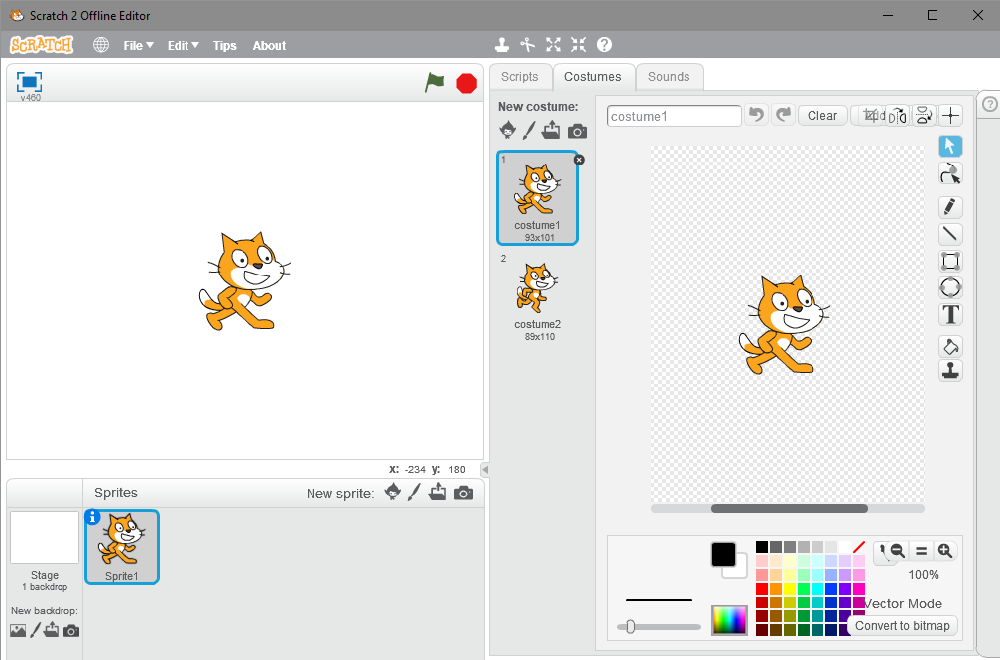 Scratch 2 Offline Editor
SCRATCH
File
Edit
Tips
About
v460
Scripts
Costumes
Sounds
New costume:
costume1
Clear
1
costume1
93x101
2
costume2
89x110
x: -234 y: 180
Sprites
New sprite:
Sprite1
Stage
1 backdrop
New backdrop:
100%
Vector Mode
Convert to bitmap